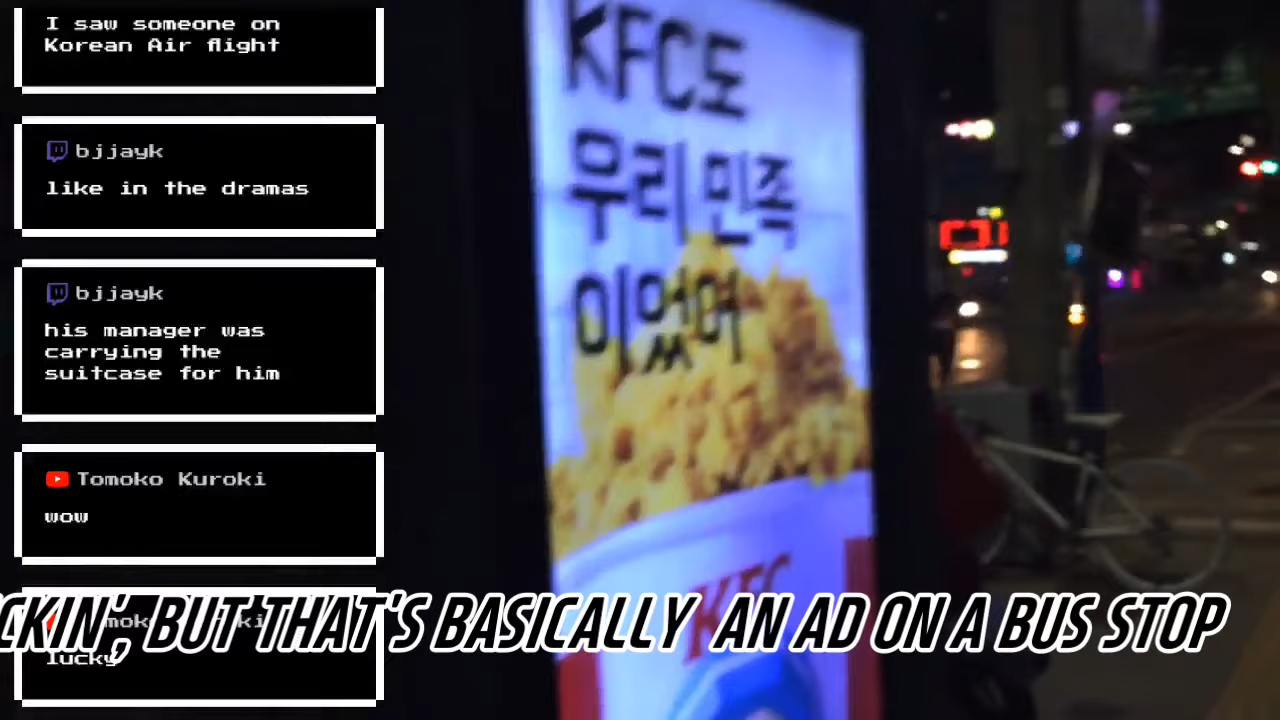 I saw someone on
Korean Air flight
bjjayk
like in the dramas
bjjayk
his manager was
carrying the
suitcase for him
Tomoko Kuroki
wow
lucky
KFC도
우리 민족
이었어
KFC
CKIN', BUT THAT'S BASICALLY AN AD ON A BUS STOP